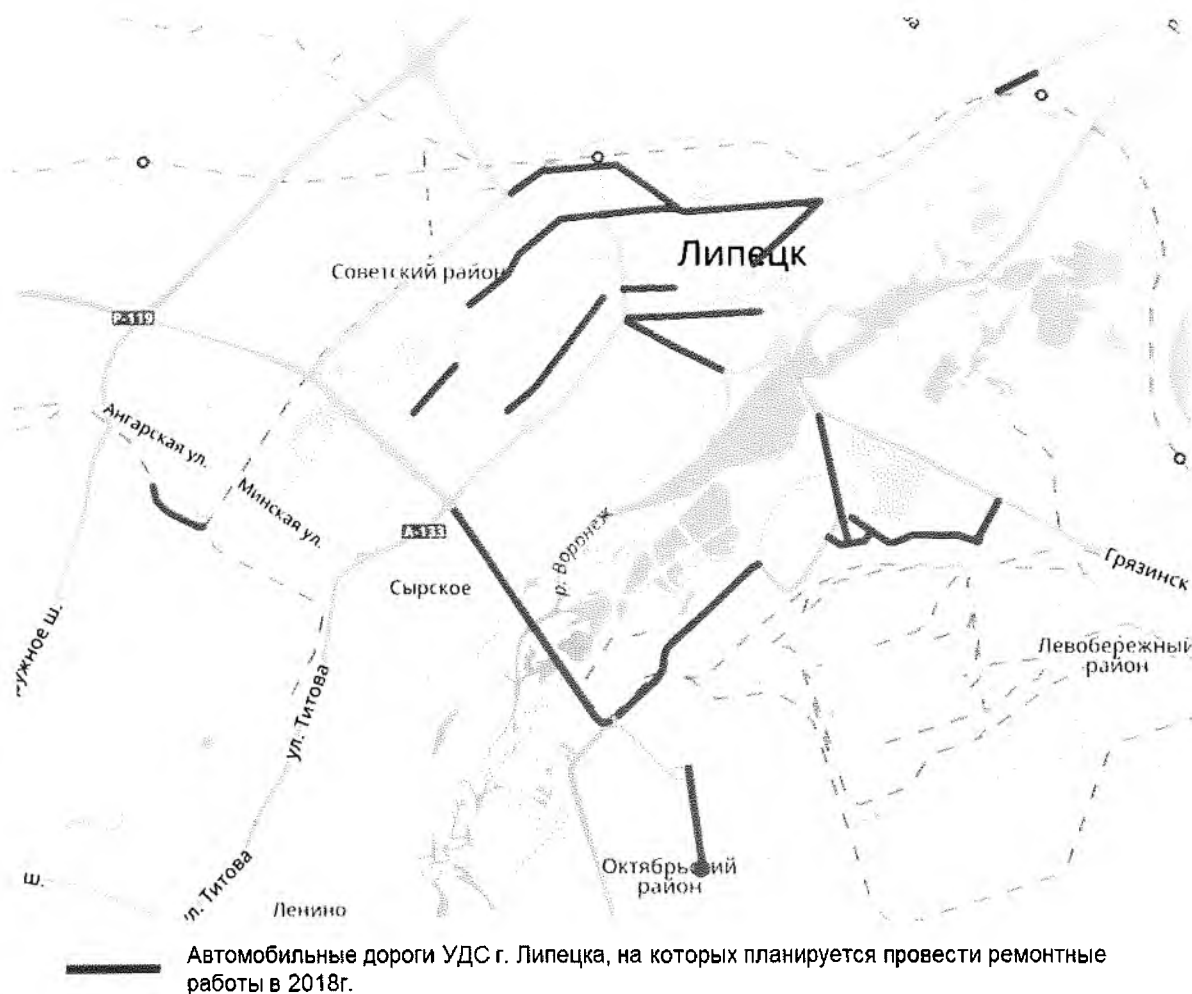 а
р.
Липецк
Советский район
Р-119
Ангарская ул.
Минская ул.
А-133
р. Воронеж
Сырское
Грязинск
Левобережный
район
ужное ш.
ул. Титова
Октябрьский
район
ш.
ул. Титова
Ленино
Автомобильные дороги УДС г. Липецка, на которых планируется провести ремонтные
работы в 2018г.